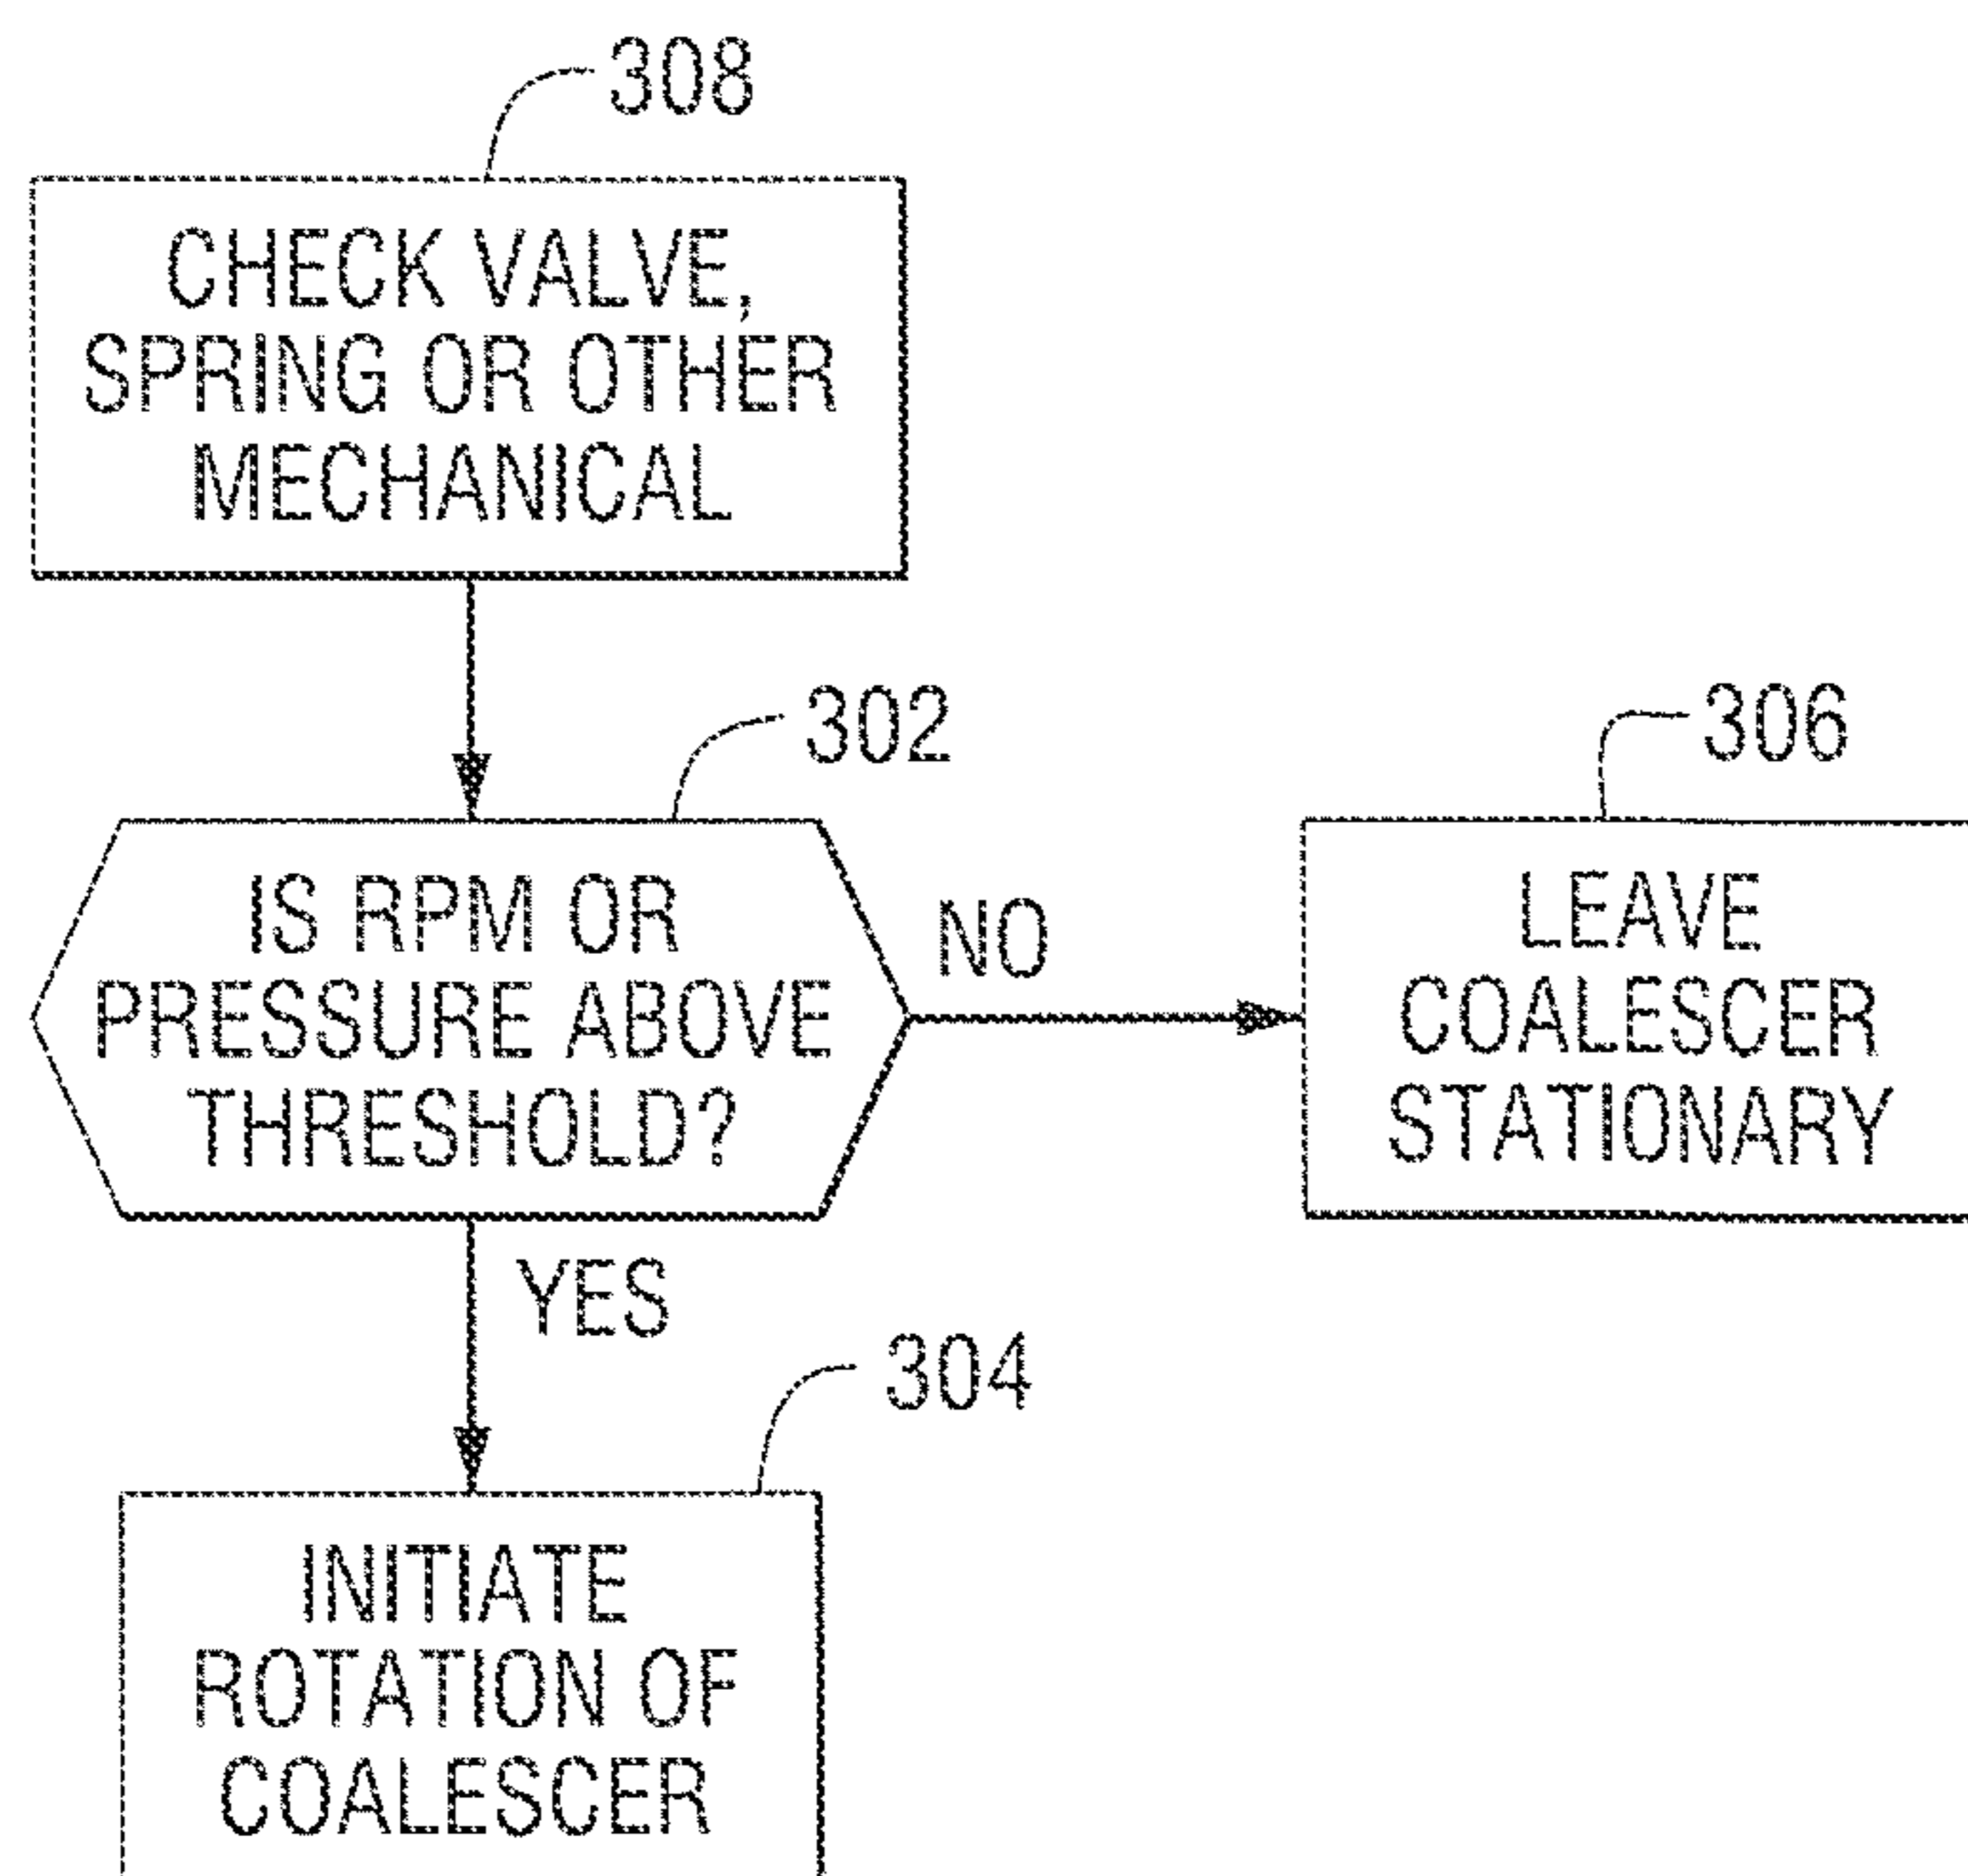 308
CHECK VALVE,
SPRING OR OTHER
MECHANICAL
302
IS RPM OR
PRESSURE ABOVE
THRESHOLD?
NO
306
LEAVE
COALESCER
STATIONARY
YES
304
INITIATE
ROTATION OF
COALESCER